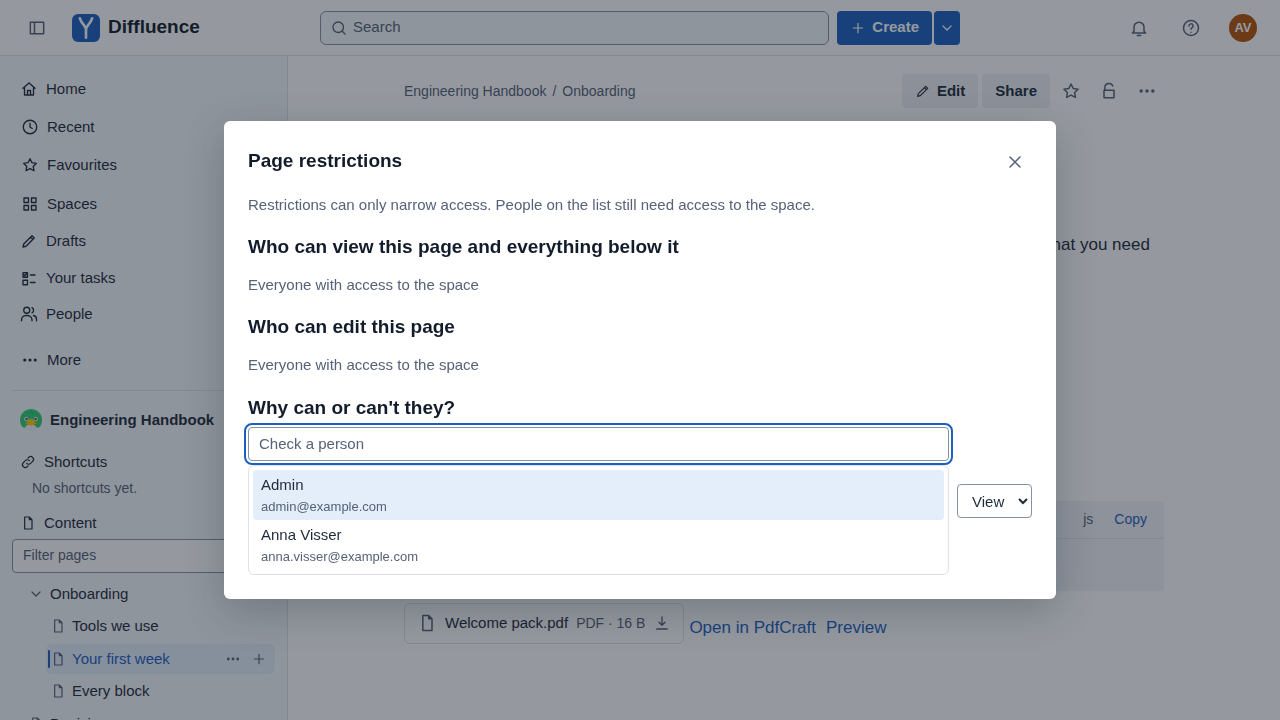 Diffluence
Search
Create
AV
Home
Recent
Favourites
Spaces
Drafts
Your tasks
People
More
Engineering Handbook
Shortcuts
No shortcuts yet.
Content
Filter pages
Onboarding
Tools we use
Your first week
Every block
Engineering Handbook / Onboarding
Edit
Share
hat you need
js
Copy
Welcome pack.pdf PDF · 16 B
Open in PdfCraft Preview
Page restrictions
Restrictions can only narrow access. People on the list still need access to the space.
Who can view this page and everything below it
Everyone with access to the space
Who can edit this page
Everyone with access to the space
Why can or can't they?
Check a person
Admin
admin@example.com
Anna Visser
anna.visser@example.com
View